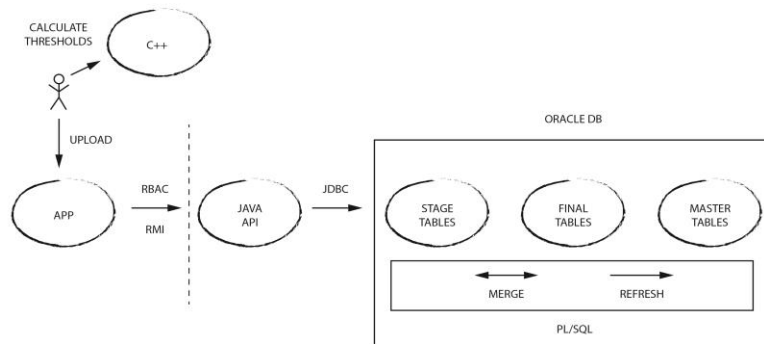 CALCULATE
THRESHOLDS
C++
UPLOAD
ORACLE DB
APP
RBAC
RMI
JAVA
API
JDBC
STAGE
TABLES
FINAL
TABLES
MASTER
TABLES
MERGE
REFRESH
PL/SQL